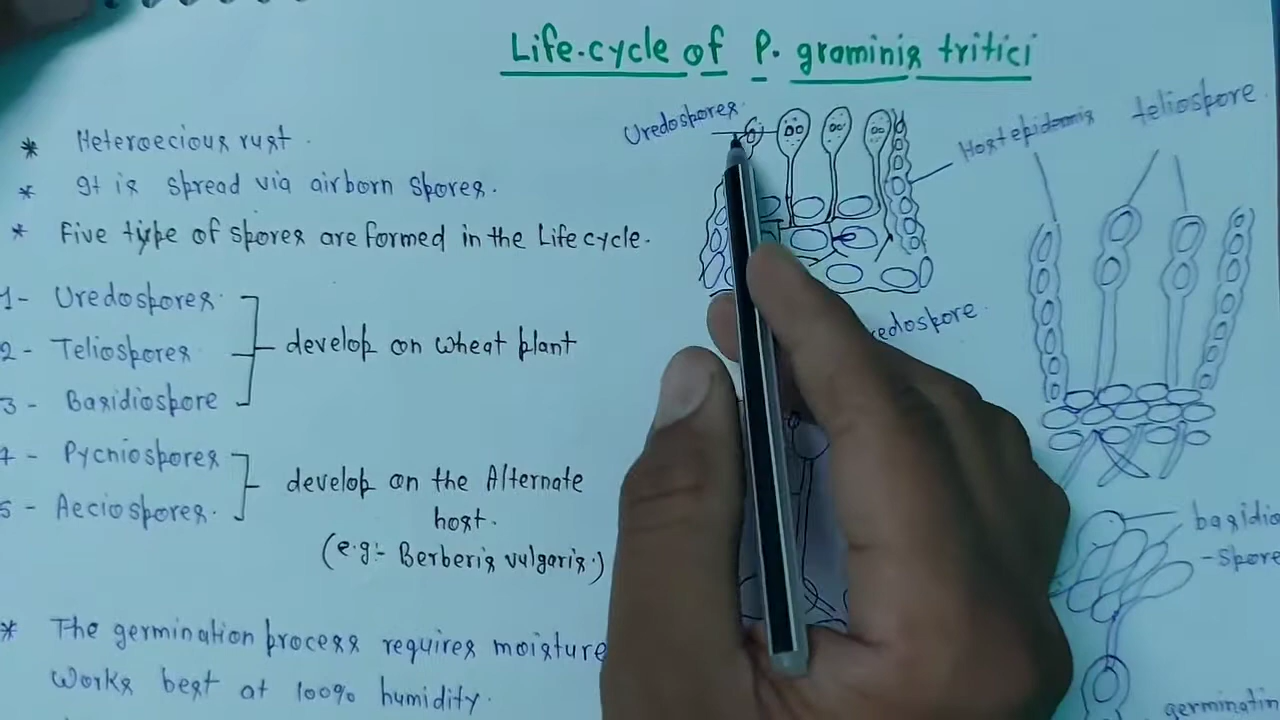 Life-cycle of P. graminis tritici
* Heteroecious rust.
* It is spread via airborn spores.
* Five type of spores are formed in the Life cycle.
1- Uredospores
2- Teliospores
3- Basidiospore
develop on wheat plant
4- Pycniospores
5- Aeciospores.
develop on the Alternate
host.
(e.g:- Berberis vulgaris.)
* The germination process requires moisture
Works best at 100% humidity.
Uredospores
Hostepidermis
teliospore
edospore
basidio
-spore
germinatin